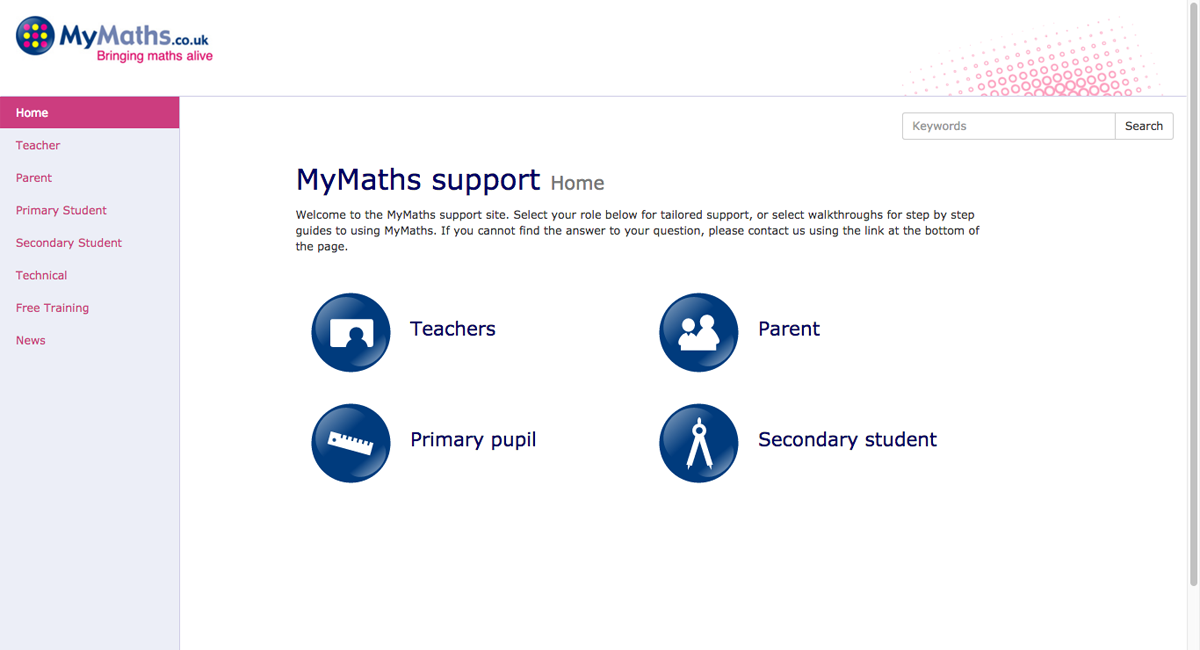 MyMaths.co.uk
Bringing maths alive
Home
Teacher
Parent
Primary Student
Secondary Student
Technical
Free Training
News
Keywords
Search
MyMaths support Home
Welcome to the MyMaths support site. Select your role below for tailored support, or select walkthroughs for step by step
guides to using MyMaths. If you cannot find the answer to your question, please contact us using the link at the bottom of
the page.
Teachers
Parent
Primary pupil
Secondary student